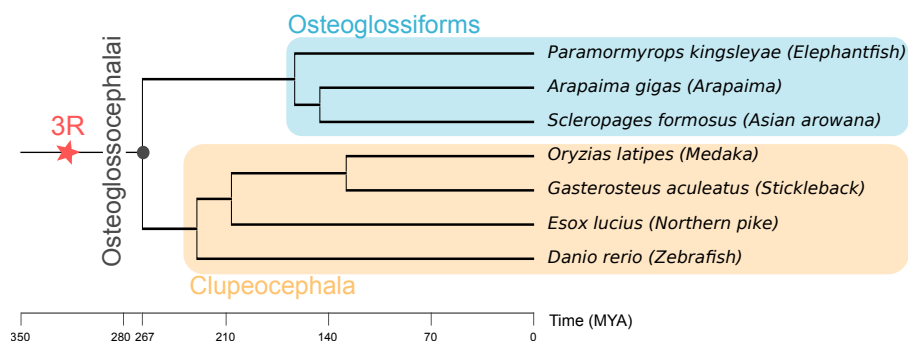 Osteoglossiforms
Paramormyrops kingsleyae (Elephantfish)
Arapaima gigas (Arapaima)
Scleropages formosus (Asian arowana)
3R
Osteoglossocephalai
Oryzias latipes (Medaka)
Gasterosteus aculeatus (Stickleback)
Esox lucius (Northern pike)
Danio rerio (Zebrafish)
Clupeocephala
Time (MYA)
350 280 267 210 140 70 0